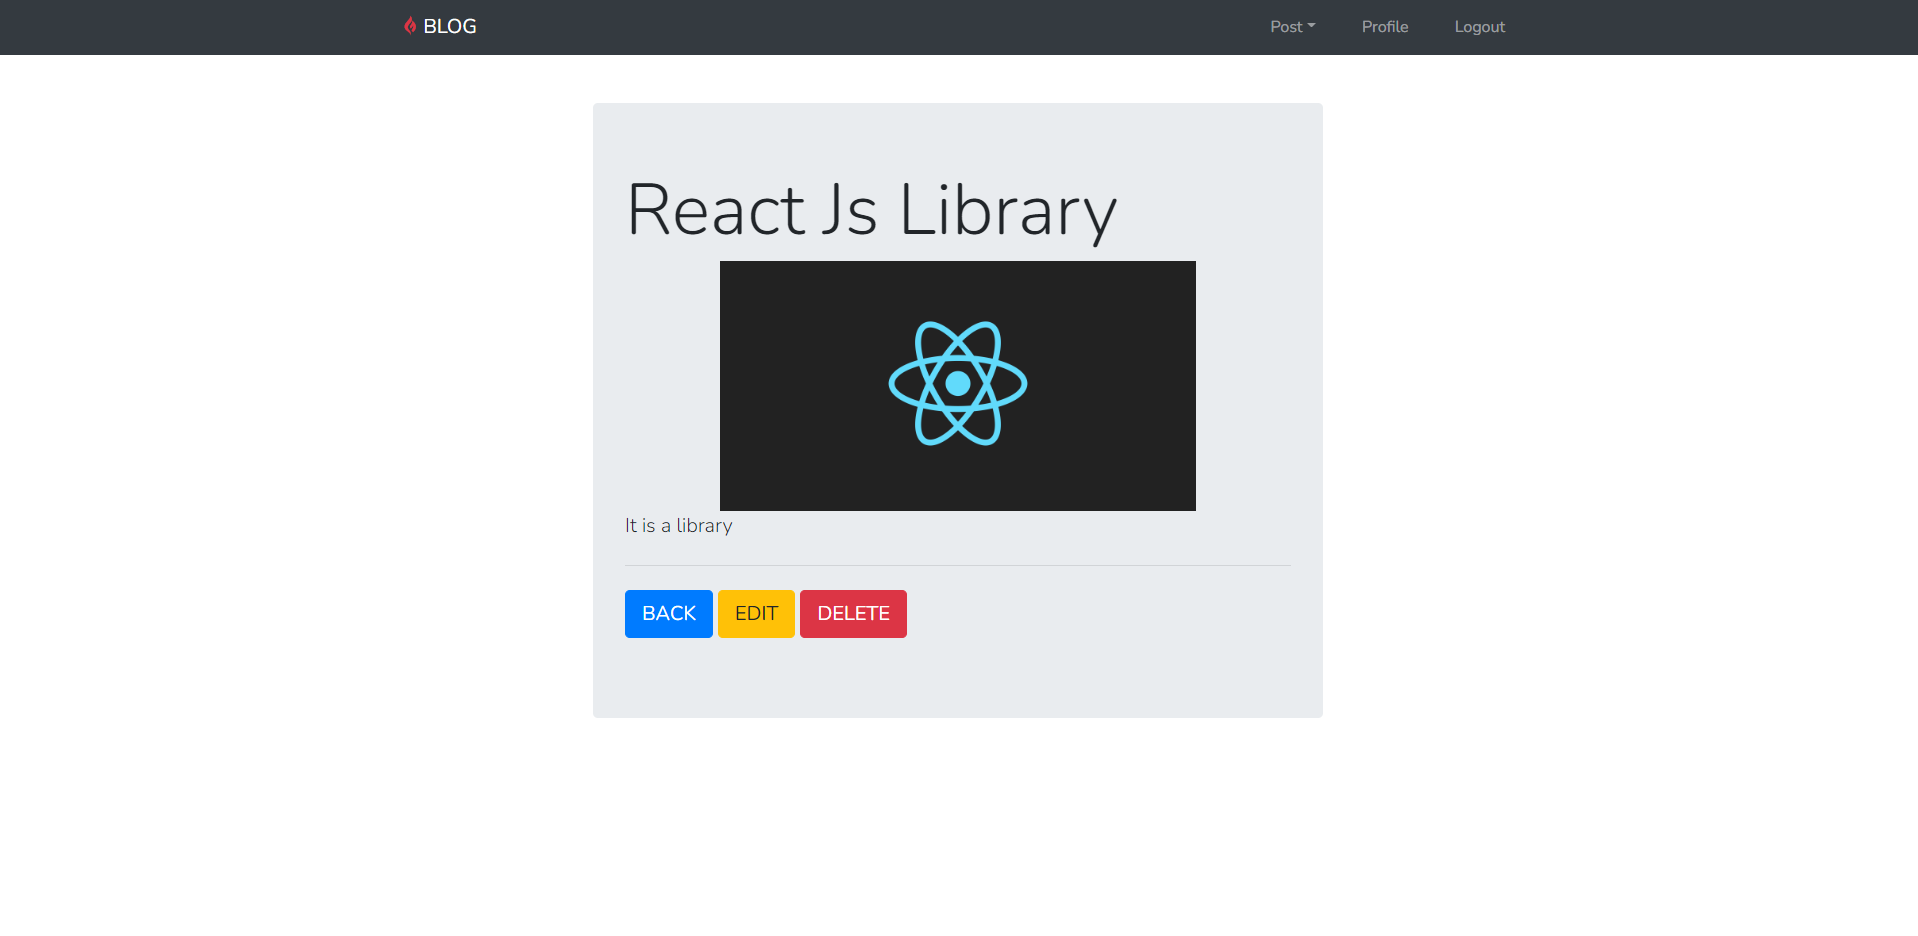 BLOG Post Profile Logout
React Js Library
It is a library
BACK EDIT DELETE